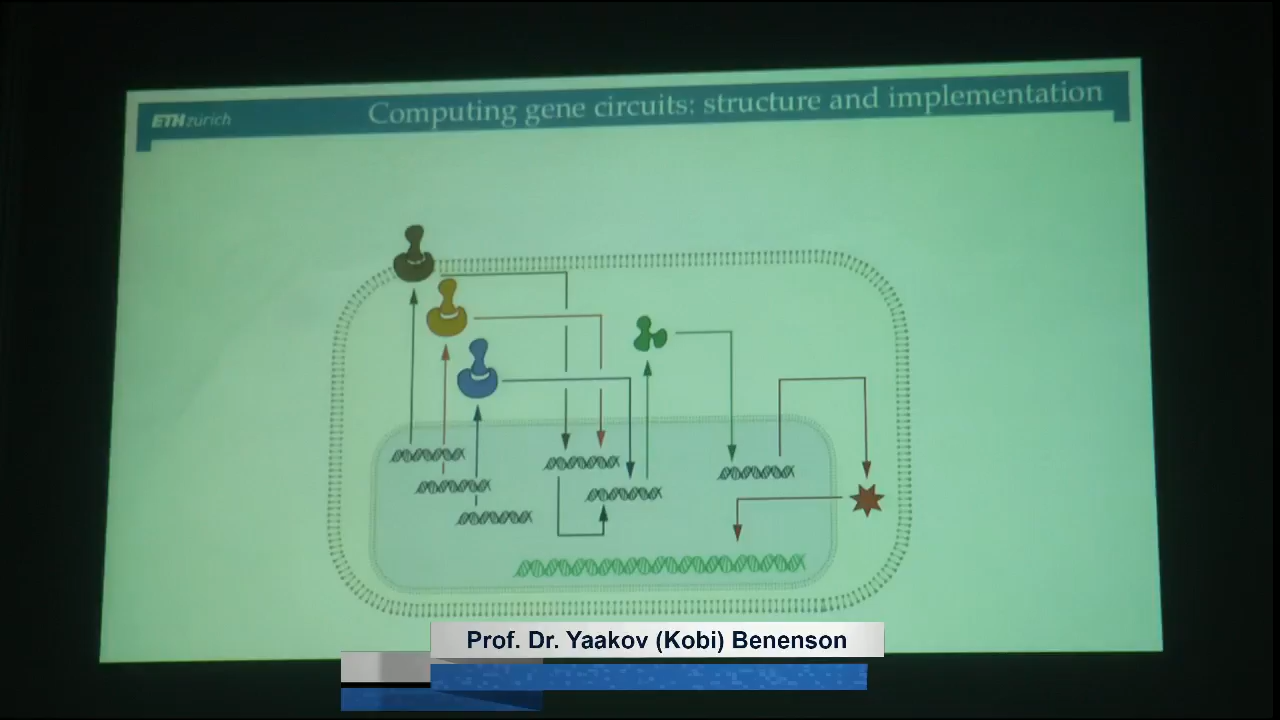 ETH zürich
Computing gene circuits: structure and implementation
Prof. Dr. Yaakov (Kobi) Benenson